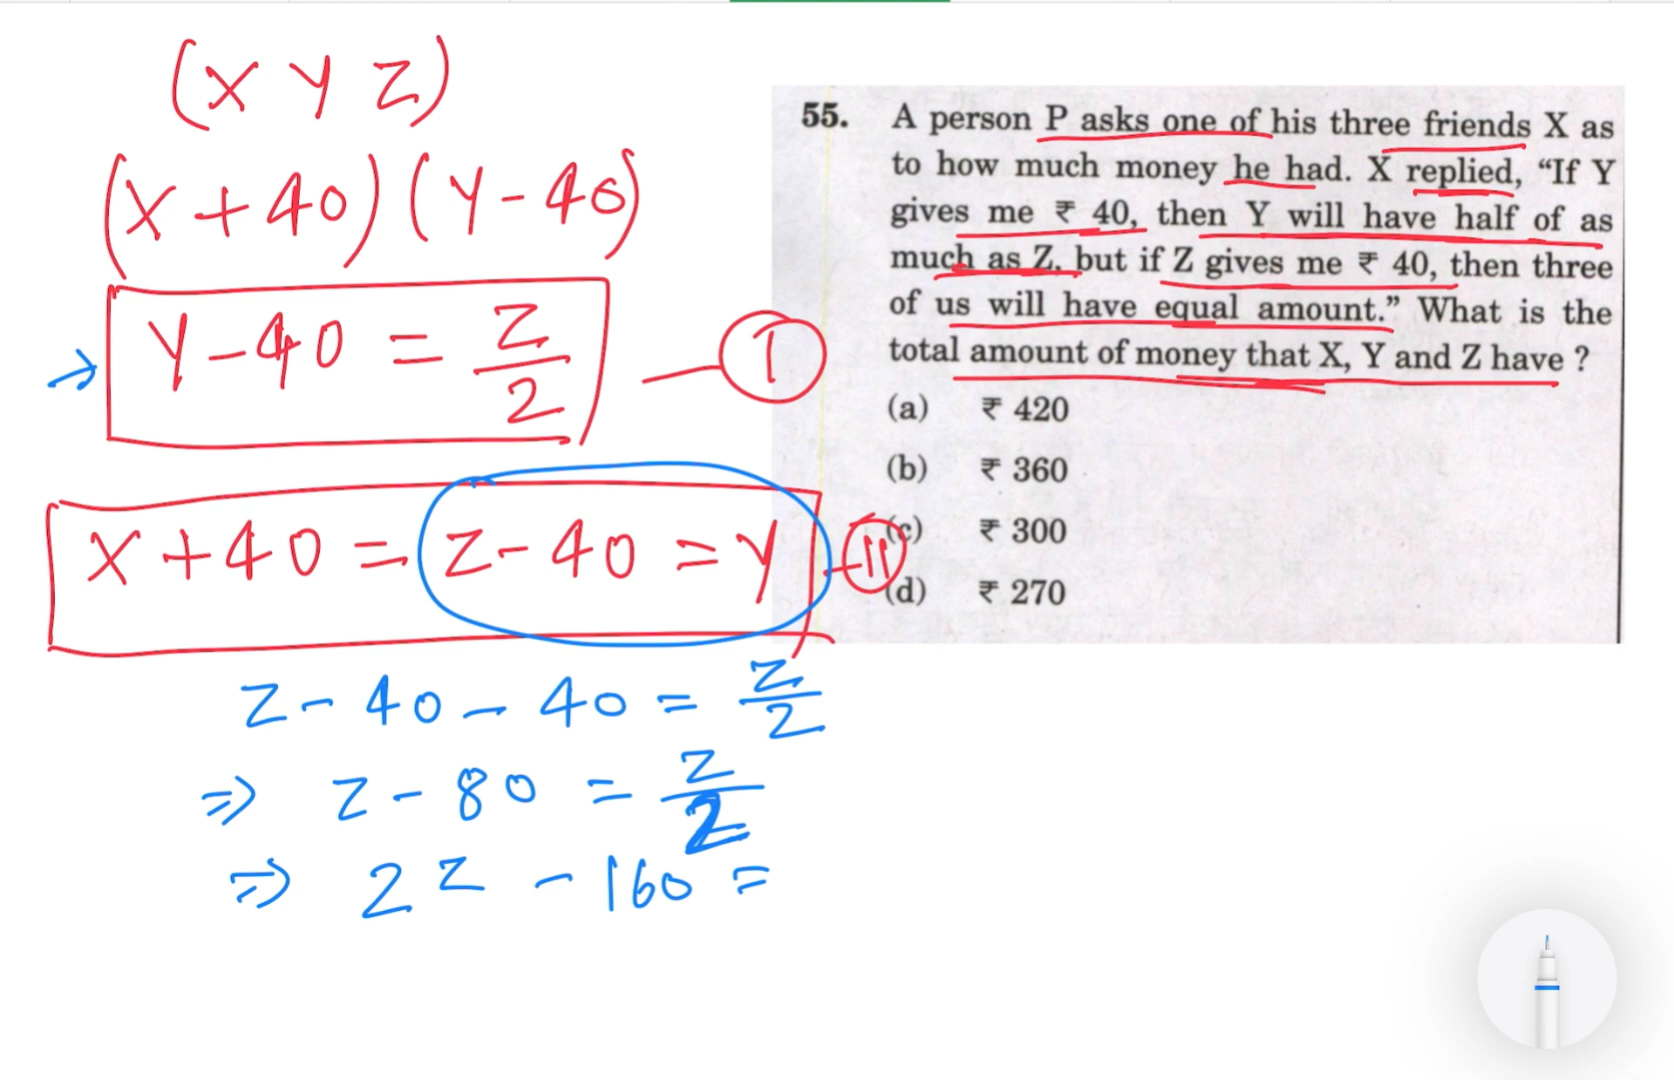 (X Y Z)
(X + 40) (Y - 40)
Y - 40 = Z/2 — I
X + 40 = Z - 40 = Y — II
Z - 40 - 40 = Z/2
⇒ Z - 80 = Z/2
⇒ 2Z - 160 =
55. A person P asks one of his three friends X as
to how much money he had. X replied, “If Y
gives me ₹ 40, then Y will have half of as
much as Z, but if Z gives me ₹ 40, then three
of us will have equal amount.” What is the
total amount of money that X, Y and Z have ?
(a) ₹ 420
(b) ₹ 360
(c) ₹ 300
(d) ₹ 270